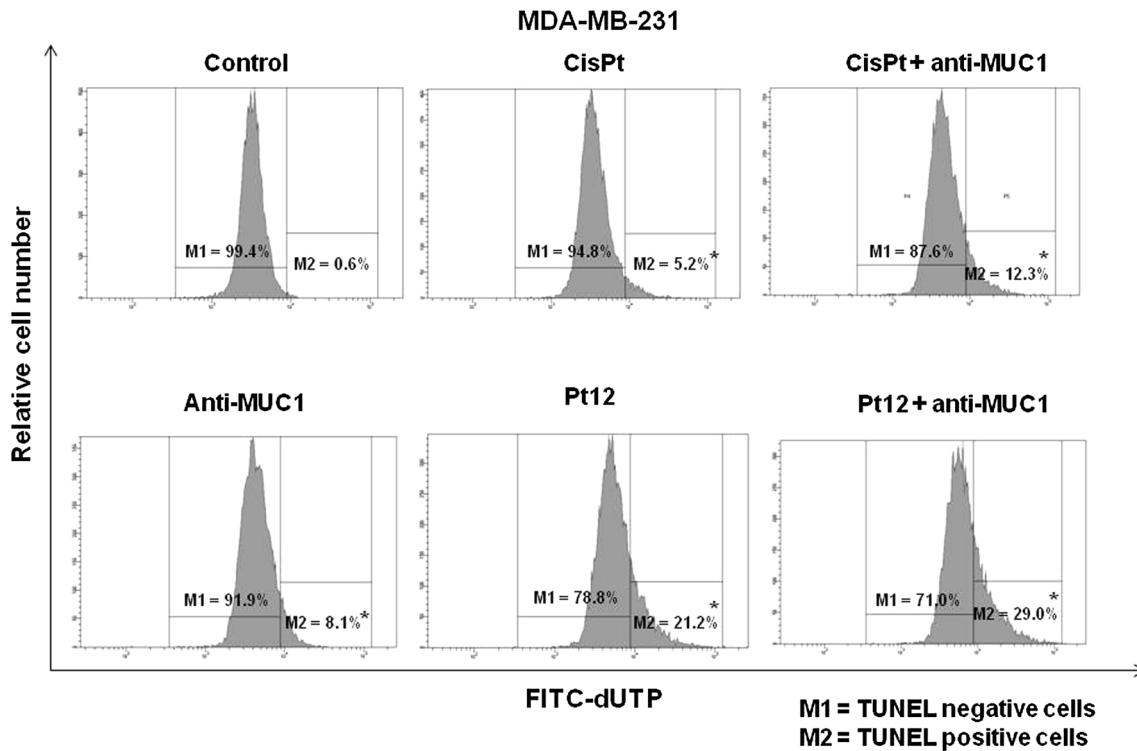 MDA-MB-231
Control
CisPt
CisPt + anti-MUC1
M1 = 99.4%
M2 = 0.6%
M1 = 94.8%
M2 = 5.2%*
P4
P5
M1 = 87.6%
*
M2 = 12.3%
Relative cell number
Anti-MUC1
Pt12
Pt12 + anti-MUC1
M1 = 91.9%
M2 = 8.1%*
M1 = 78.8%
*
M2 = 21.2%
M1 = 71,0%
*
M2 = 29.0%
FITC-dUTP
M1 = TUNEL negative cells
M2 = TUNEL positive cells